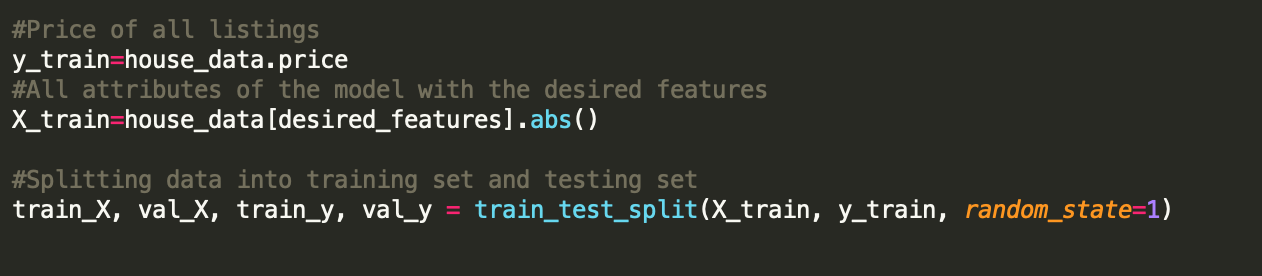 #Price of all listings
y_train=house_data.price
#All attributes of the model with the desired features
X_train=house_data[desired_features].abs()
#Splitting data into training set and testing set
train_X, val_X, train_y, val_y = train_test_split(X_train, y_train, random_state=1)